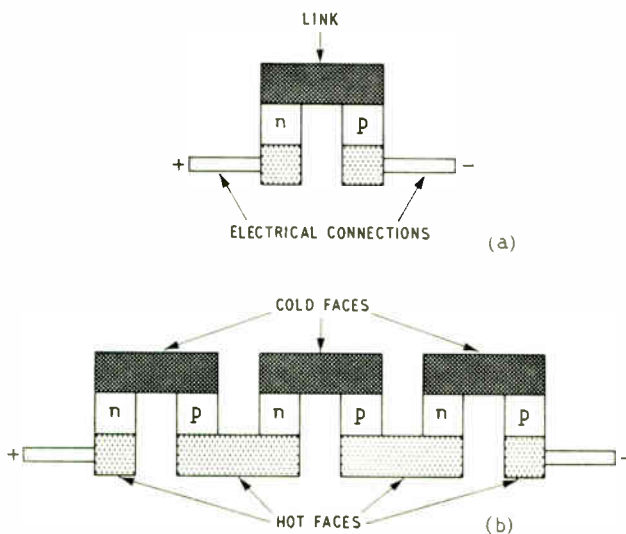 LINK
n p
+ −
ELECTRICAL CONNECTIONS
(a)
COLD FACES
n p n p n p
+ −
HOT FACES
(b)